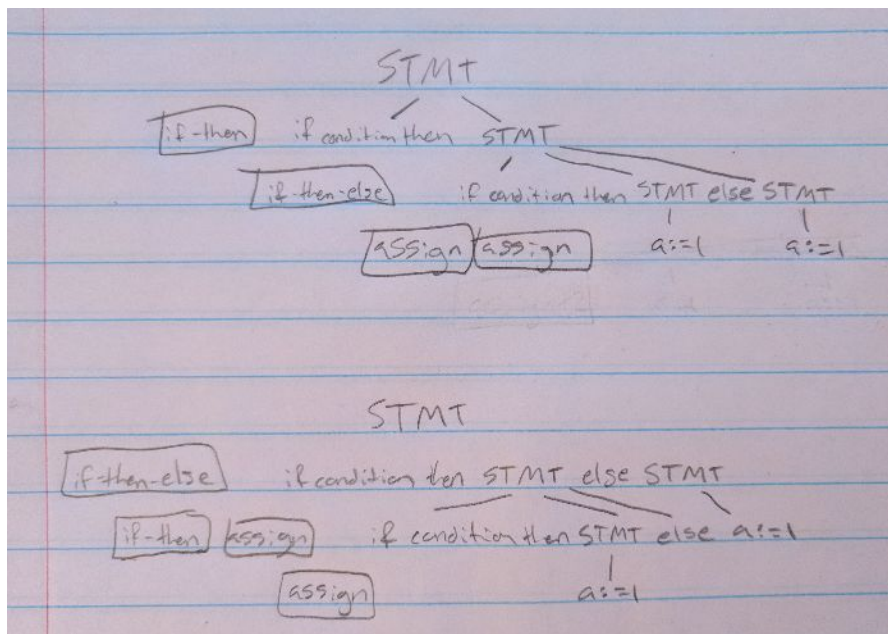 STMT
if-then if condition then STMT
if-then-else if condition then STMT else STMT
assign assign a:=1 a:=1
STMT
if-then-else if condition then STMT else STMT
if-then assign if condition then STMT else a:=1
assign a:=1